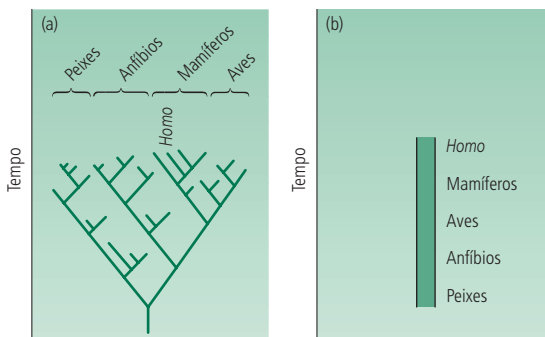 (a)
Peixes
Anfíbios
Mamíferos
Aves
Homo
Tempo
(b)
Tempo
Homo
Mamíferos
Aves
Anfíbios
Peixes